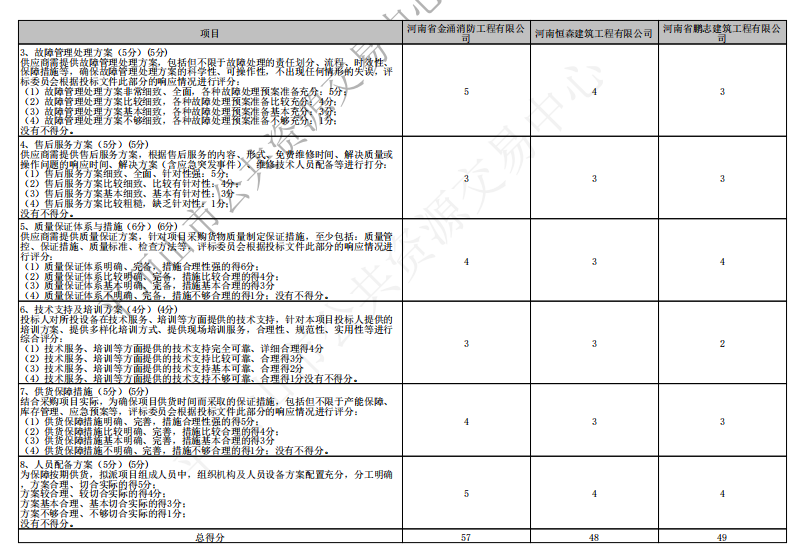 项目 河南省金涌消防工程有限公司 河南恒森建筑工程有限公司 河南省鹏志建筑工程有限公司
3、故障管理处理方案（5分）(5分)
供应商需提供故障管理处理方案，包括但不限于故障处理的责任划分、流程、时效性、
保障措施等，确保故障管理处理方案的科学性、可操作性，不出现任何情形的失误，评
标委员会根据投标文件此部分的响应情况进行评分：
（1）故障管理处理方案非常细致、全面，各种故障处理预案准备充分：5分；
（2）故障管理处理方案比较细致，各种故障处理预案准备比较充分：4分；
（3）故障管理处理方案基本细致，各种故障处理预案准备基本充分：3分；
（4）故障管理处理方案不够细致，各种故障处理预案准备不够充分：1分；
没有不得分。
5 4 3
4、售后服务方案（5分）(5分)
供应商需提供售后服务方案，根据售后服务的内容、形式、免费维修时间、解决质量或
操作问题的响应时间、解决方案（含应急突发事件）、维修技术人员配备等进行打分：
（1）售后服务方案细致、全面、针对性强：5分；
（2）售后服务方案比较细致、比较有针对性：4分；
（3）售后服务方案基本细致、基本有针对性：3分
（4）售后服务方案比较粗糙，缺乏针对性：1分；
没有不得分。
3 3 3
5、质量保证体系与措施（6分）(6分)
供应商需提供质量保证方案，针对项目采购货物质量制定保证措施，至少包括：质量管
控、保证措施、质量标准、检查方法等，评标委员会根据投标文件此部分的响应情况进
行评分：
（1）质量保证体系明确、完备，措施合理性强的得6分；
（2）质量保证体系比较明确、完备，措施比较合理的得4分；
（3）质量保证体系基本明确、完备，措施基本合理的得3分
（4）质量保证体系不明确、完备，措施不够合理的得1分；没有不得分。
4 3 4
6、技术支持及培训方案（4分）(4分)
投标人对所投设备在技术服务、培训等方面提供的技术支持，针对本项目投标人提供的
培训方案、提供多样化培训方式、提供现场培训服务，合理性、规范性、实用性等进行
综合评分：
（1）技术服务、培训等方面提供的技术支持完全可靠、详细合理得4分
（2）技术服务、培训等方面提供的技术支持比较可靠、合理得3分
（3）技术服务、培训等方面提供的技术支持基本可靠、合理得2分
（4）技术服务、培训等方面提供的技术支持不够可靠、合理得1分没有不得分。
3 3 2
7、供货保障措施（5分）(5分)
结合采购项目实际，为确保项目供货时而采取的保证措施，包括但不限于产能保障、
库存管理、应急预案等，评标委员会根据投标文件此部分的响应情况进行评分：
（1）供货保障措施明确、完善，措施合理性强的得5分；
（2）供货保障措施比较明确、完善，措施比较合理的得4分；
（3）供货保障措施基本明确、完善，措施基本合理的得3分
（4）供货保障措施不明确、完善，措施不够合理的得1分；没有不得分。
4 3 3
8、人员配备方案（5分）(5分)
为保障按期供货，拟派项目组成人员中，组织机构及人员设备方案配置充分，分工明确
，方案合理、切合实际的得5分；
方案较合理、较切合实际的得4分；
方案基本合理、基本切合实际的得3分；
方案不够合理、不够切合实际的得1分；
没有不得分。
5 4 4
总得分 57 48 49